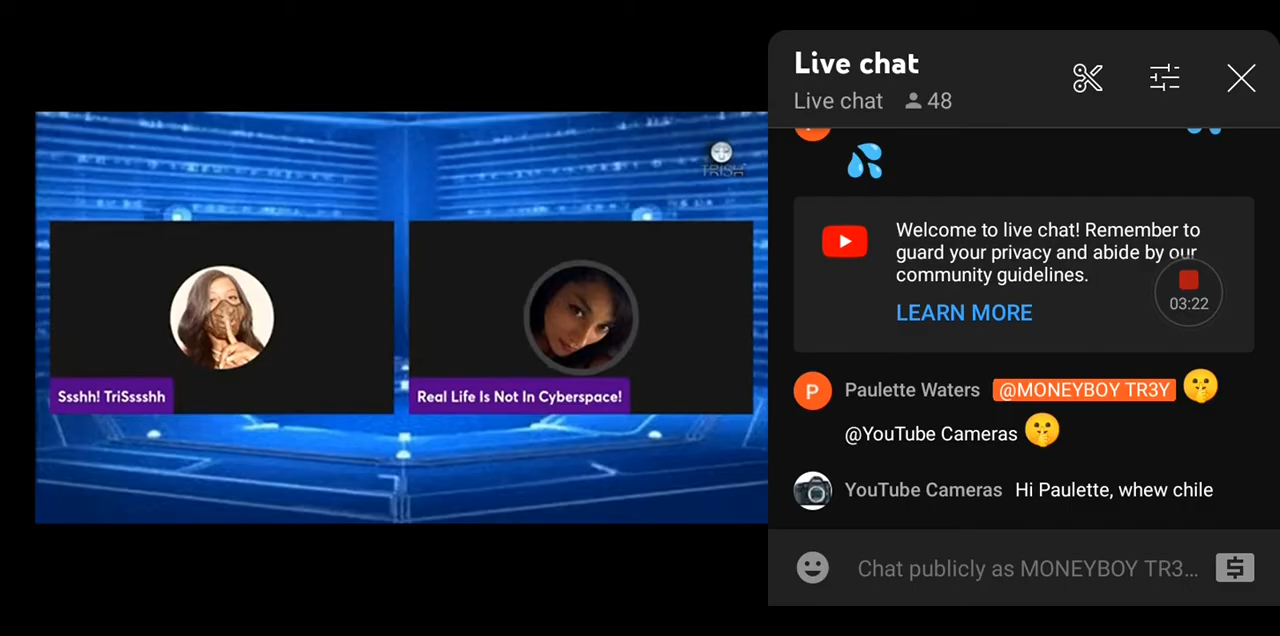 TRISH
Ssshh! TriSssshh
Real Life Is Not In Cyberspace!
Live chat
Live chat 48
Welcome to live chat! Remember to
guard your privacy and abide by our
community guidelines.
LEARN MORE
03:22
P Paulette Waters @MONEYBOY TR3Y 🤫
@YouTube Cameras 🤫
YouTube Cameras Hi Paulette, whew chile
Chat publicly as MONEYBOY TR3...